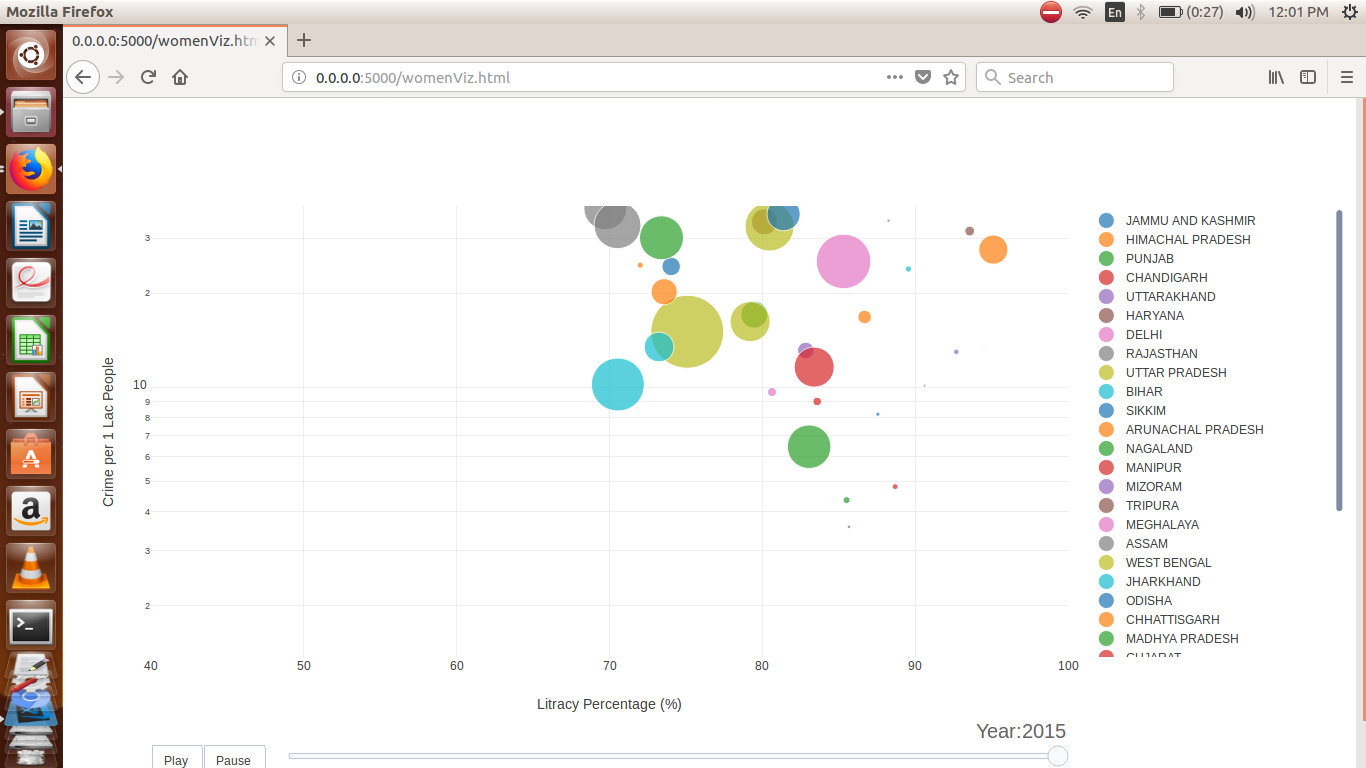 Mozilla Firefox
En
(0:27)
12:01 PM
0.0.0.0:5000/womenViz.htm
0.0.0.0:5000/womenViz.html
Search
3
2
10
9
8
7
6
5
4
3
2
Crime per 1 Lac People
40
50
60
70
80
90
100
Litracy Percentage (%)
JAMMU AND KASHMIR
HIMACHAL PRADESH
PUNJAB
CHANDIGARH
UTTARAKHAND
HARYANA
DELHI
RAJASTHAN
UTTAR PRADESH
BIHAR
SIKKIM
ARUNACHAL PRADESH
NAGALAND
MANIPUR
MIZORAM
TRIPURA
MEGHALAYA
ASSAM
WEST BENGAL
JHARKHAND
ODISHA
CHHATTISGARH
MADHYA PRADESH
GUJARAT
Year:2015
Play
Pause